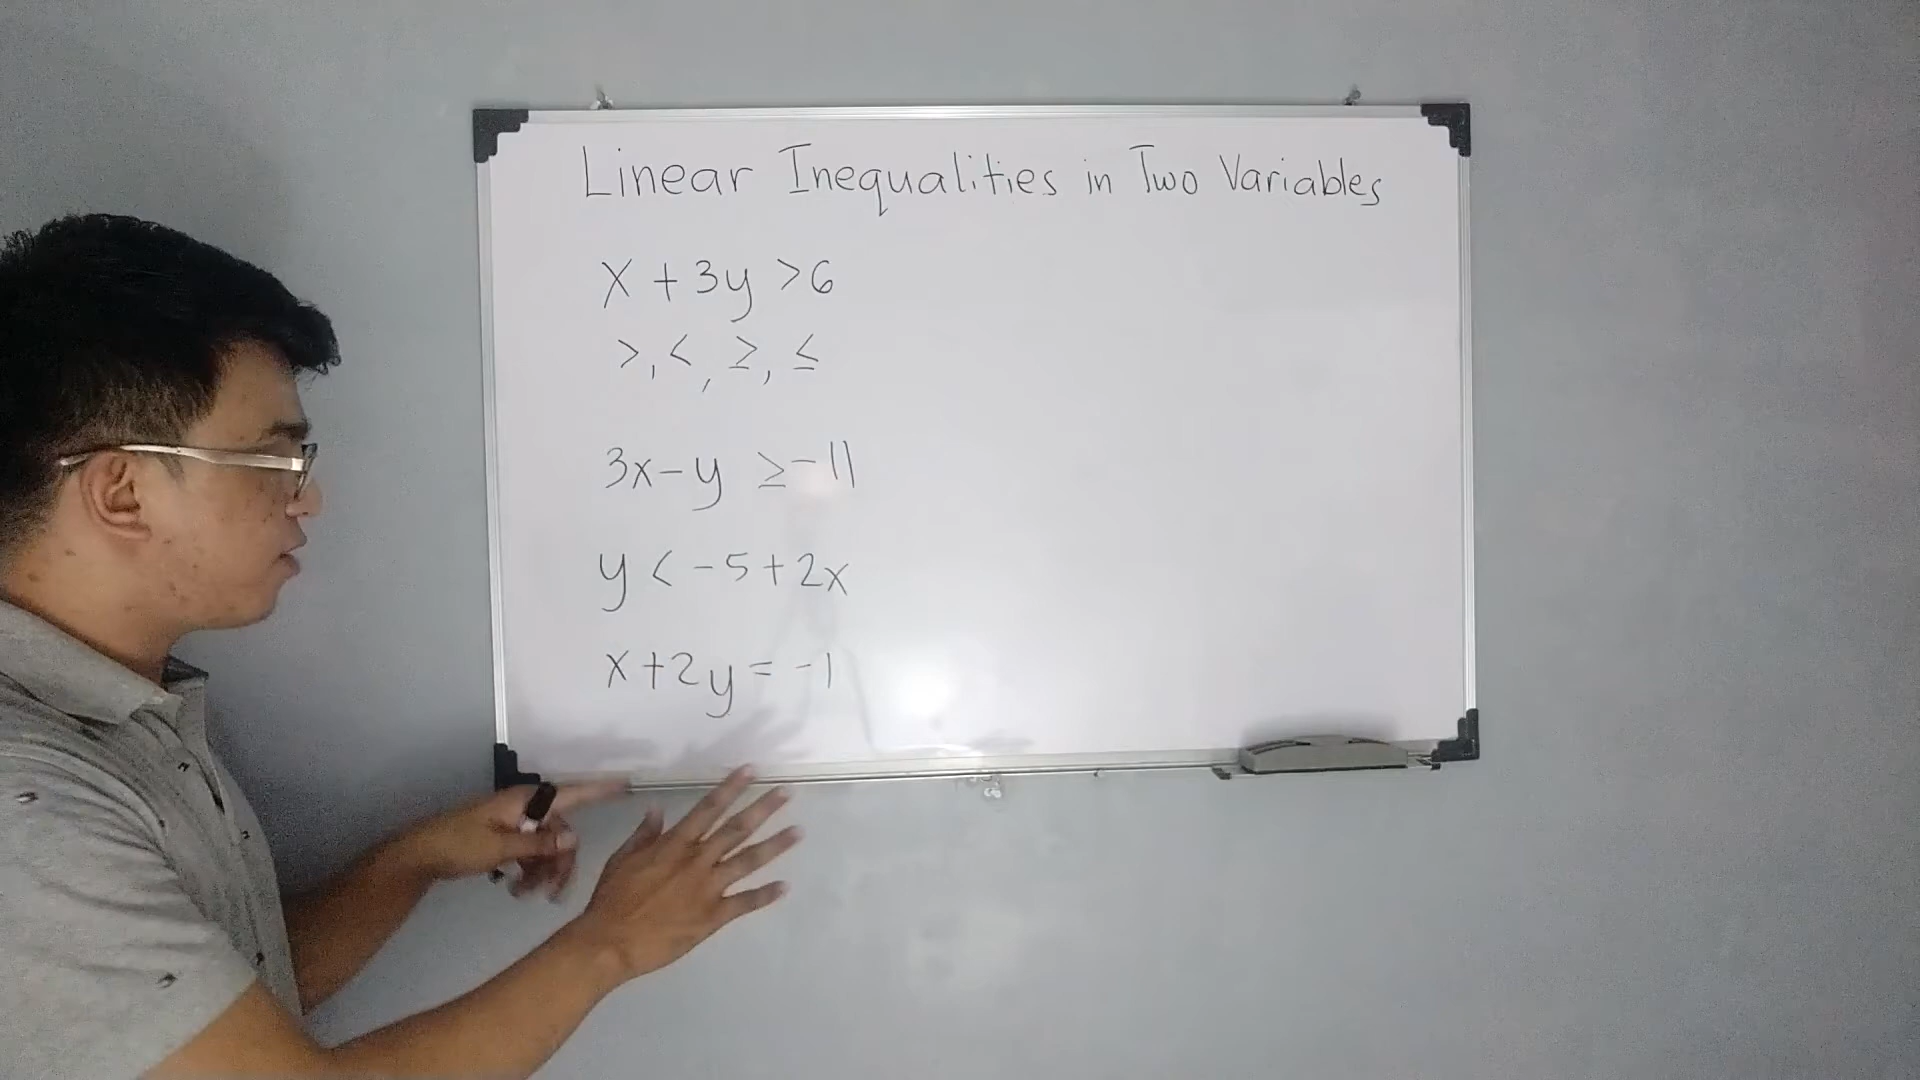 Linear Inequalities in Two Variables
x + 3y > 6
>, <, ≥, ≤
3x - y ≥ -11
y < -5 + 2x
x + 2y = -1